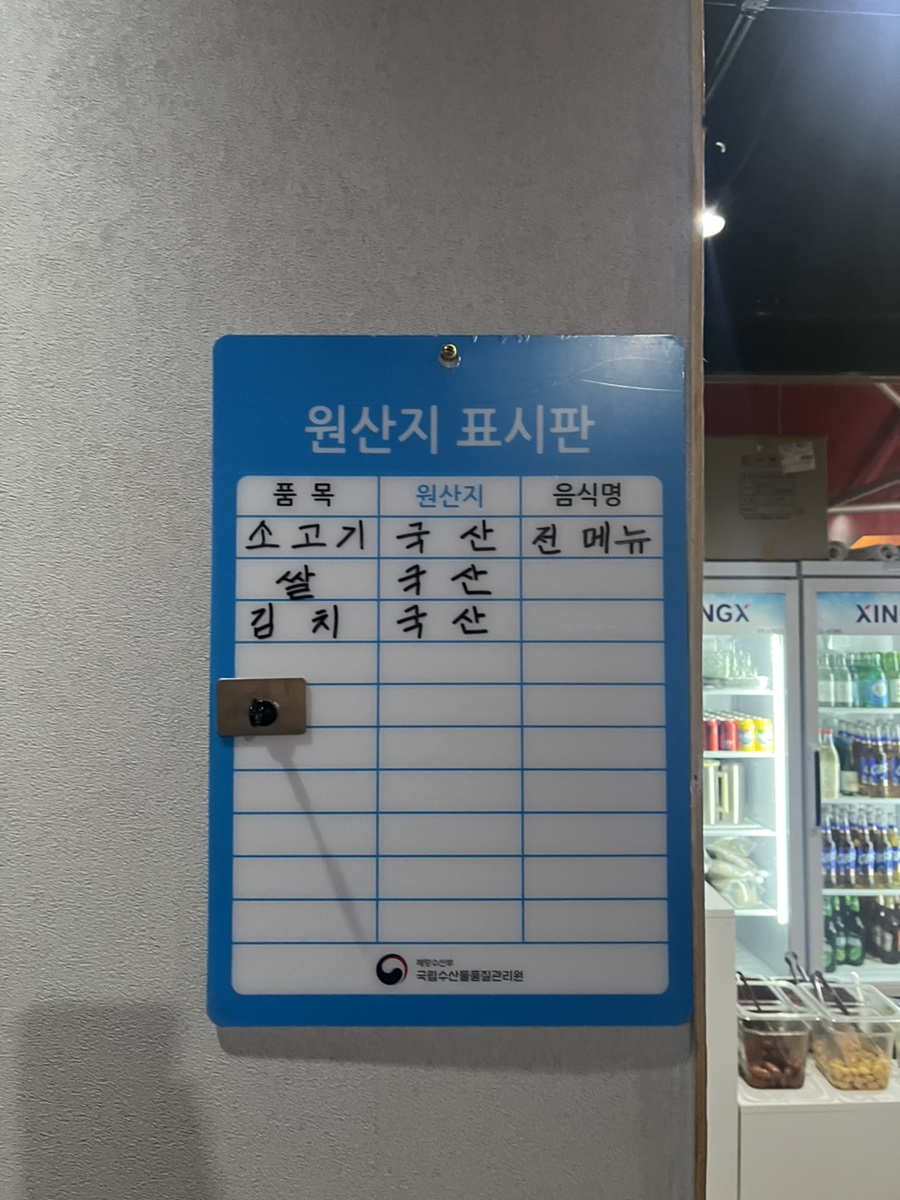 원산지 표시판
품 목 원산지 음식명
소고기 국 산 전 메뉴
쌀 국 산
김 치 국 산
해양수산부
국립수산물품질관리원
NGX
XIN